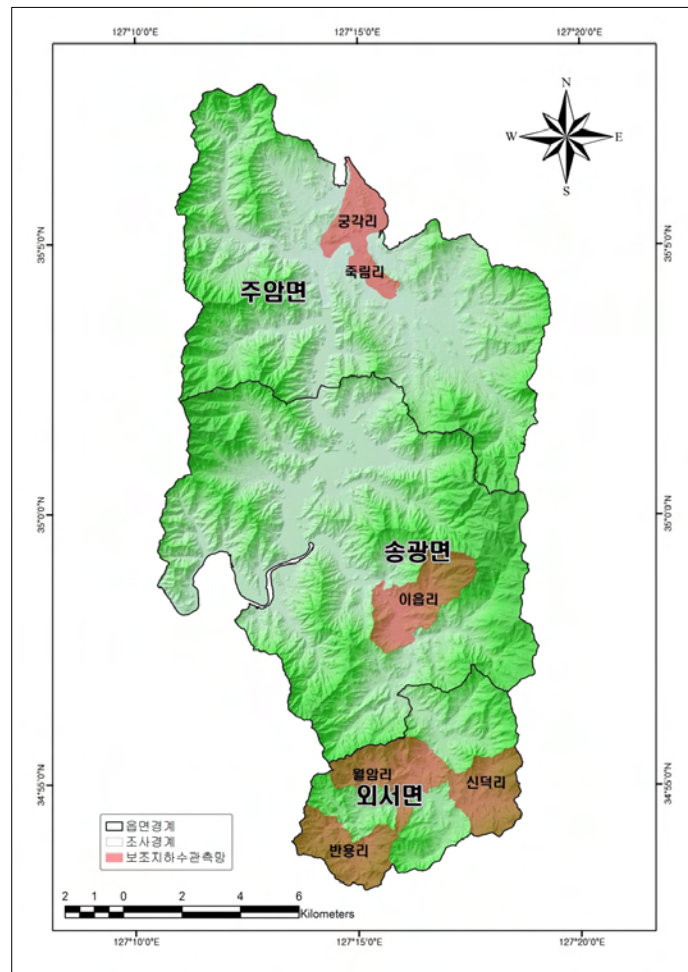 127°10'0"E 127°15'0"E 127°20'0"E
N
W E
S
35°5'0"N 35°5'0"N
궁각리
죽림리
주암면
35°0'0"N 35°0'0"N
송광면
이읍리
34°55'0"N 34°55'0"N
월암리
신덕리
외서면
반용리
읍면경계
조사경계
보조지하수관측망
2 1 0 2 4 6
Kilometers
127°10'0"E 127°15'0"E 127°20'0"E